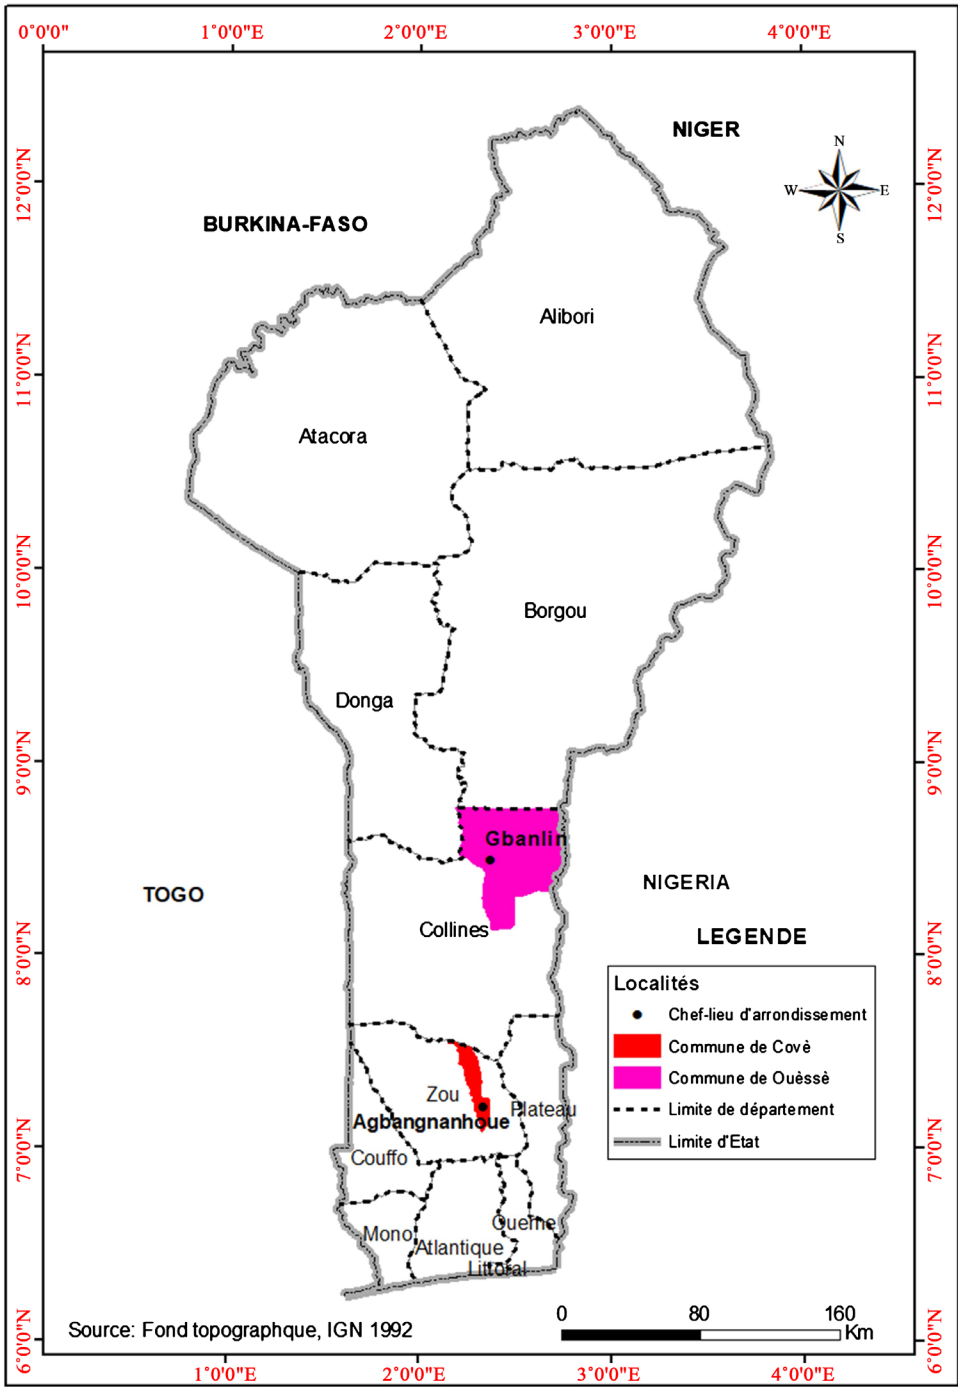 0°0'0" 1°0'0"E 2°0'0"E 3°0'0"E 4°0'0"E
NIGER
N
W E
S
12°0'0"N 12°0'0"N
BURKINA-FASO
Alibori
11°0'0"N 11°0'0"N
Atacora
10°0'0"N 10°0'0"N
Borgou
Donga
9°0'0"N 9°0'0"N
Gbanlin
TOGO
NIGERIA
Collines
LEGENDE
8°0'0"N 8°0'0"N
Localités
Chef-lieu d'arrondissement
Commune de Covè
Commune de Ouèssè
Limite de département
Limite d'Etat
Zou
Plateau
Agbangnanhoue
7°0'0"N 7°0'0"N
Couffo
Oueme
Mono
Atlantique
Littoral
0 80 160
Km
Source: Fond topographque, IGN 1992
6°0'0"N 6°0'0"N
1°0'0"E 2°0'0"E 3°0'0"E 4°0'0"E